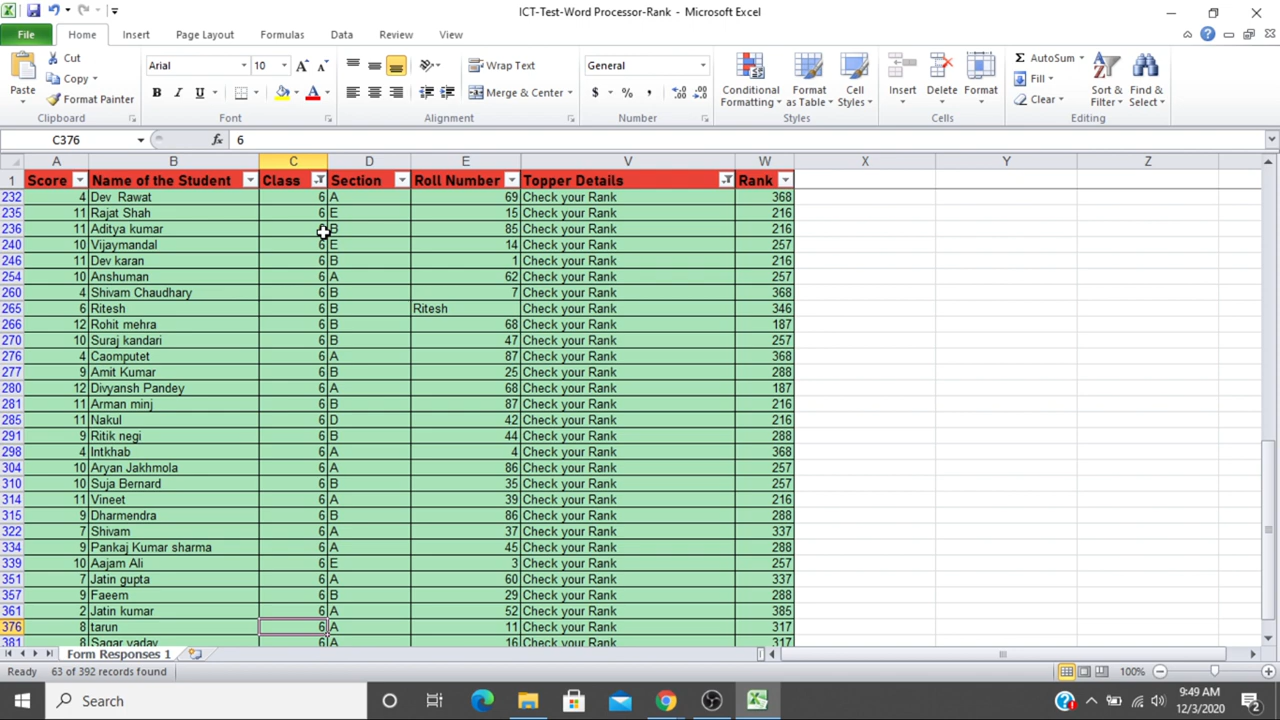 ICT-Test-Word Processor-Rank - Microsoft Excel
File Home Insert Page Layout Formulas Data Review View
Paste Cut Copy Format Painter Clipboard
Arial 10 A A B I U A Font
Wrap Text Merge & Center Alignment
General $ % , Number
Conditional Formatting Format as Table Cell Styles Styles
Insert Delete Format Cells
AutoSum Fill Clear Sort & Filter Find & Select Editing
C376 fx 6
A B C D E V W X Y Z
1 Score Name of the Student Class Section Roll Number Topper Details Rank
232 4 Dev Rawat 6 A 69 Check your Rank 368
235 11 Rajat Shah 6 E 15 Check your Rank 216
236 11 Aditya kumar B 85 Check your Rank 216
240 10 Vijaymandal 6 E 14 Check your Rank 257
246 11 Dev karan 6 B 1 Check your Rank 216
254 10 Anshuman 6 A 62 Check your Rank 257
260 4 Shivam Chaudhary 6 B 7 Check your Rank 368
265 6 Ritesh 6 B Ritesh Check your Rank 346
266 12 Rohit mehra 6 B 68 Check your Rank 187
270 10 Suraj kandari 6 B 47 Check your Rank 257
276 4 Caomputet 6 A 87 Check your Rank 368
277 9 Amit Kumar 6 B 25 Check your Rank 288
280 12 Divyansh Pandey 6 A 68 Check your Rank 187
281 11 Arman minj 6 B 87 Check your Rank 216
285 11 Nakul 6 D 42 Check your Rank 216
291 9 Ritik negi 6 B 44 Check your Rank 288
298 4 Intkhab 6 A 4 Check your Rank 368
304 10 Aryan Jakhmola 6 A 86 Check your Rank 257
310 10 Suja Bernard 6 B 35 Check your Rank 257
314 11 Vineet 6 A 39 Check your Rank 216
315 9 Dharmendra 6 B 86 Check your Rank 288
322 7 Shivam 6 A 37 Check your Rank 337
334 9 Pankaj Kumar sharma 6 A 45 Check your Rank 288
339 10 Aajam Ali 6 E 3 Check your Rank 257
351 7 Jatin gupta 6 A 60 Check your Rank 337
357 9 Faeem 6 B 29 Check your Rank 288
361 2 Jatin kumar 6 A 52 Check your Rank 385
376 8 tarun 6 A 11 Check your Rank 317
381 8 Sagar yadav 6 A 16 Check your Rank 317
Form Responses 1
Ready 63 of 392 records found 100%
Search 9:49 AM
12/3/2020 2